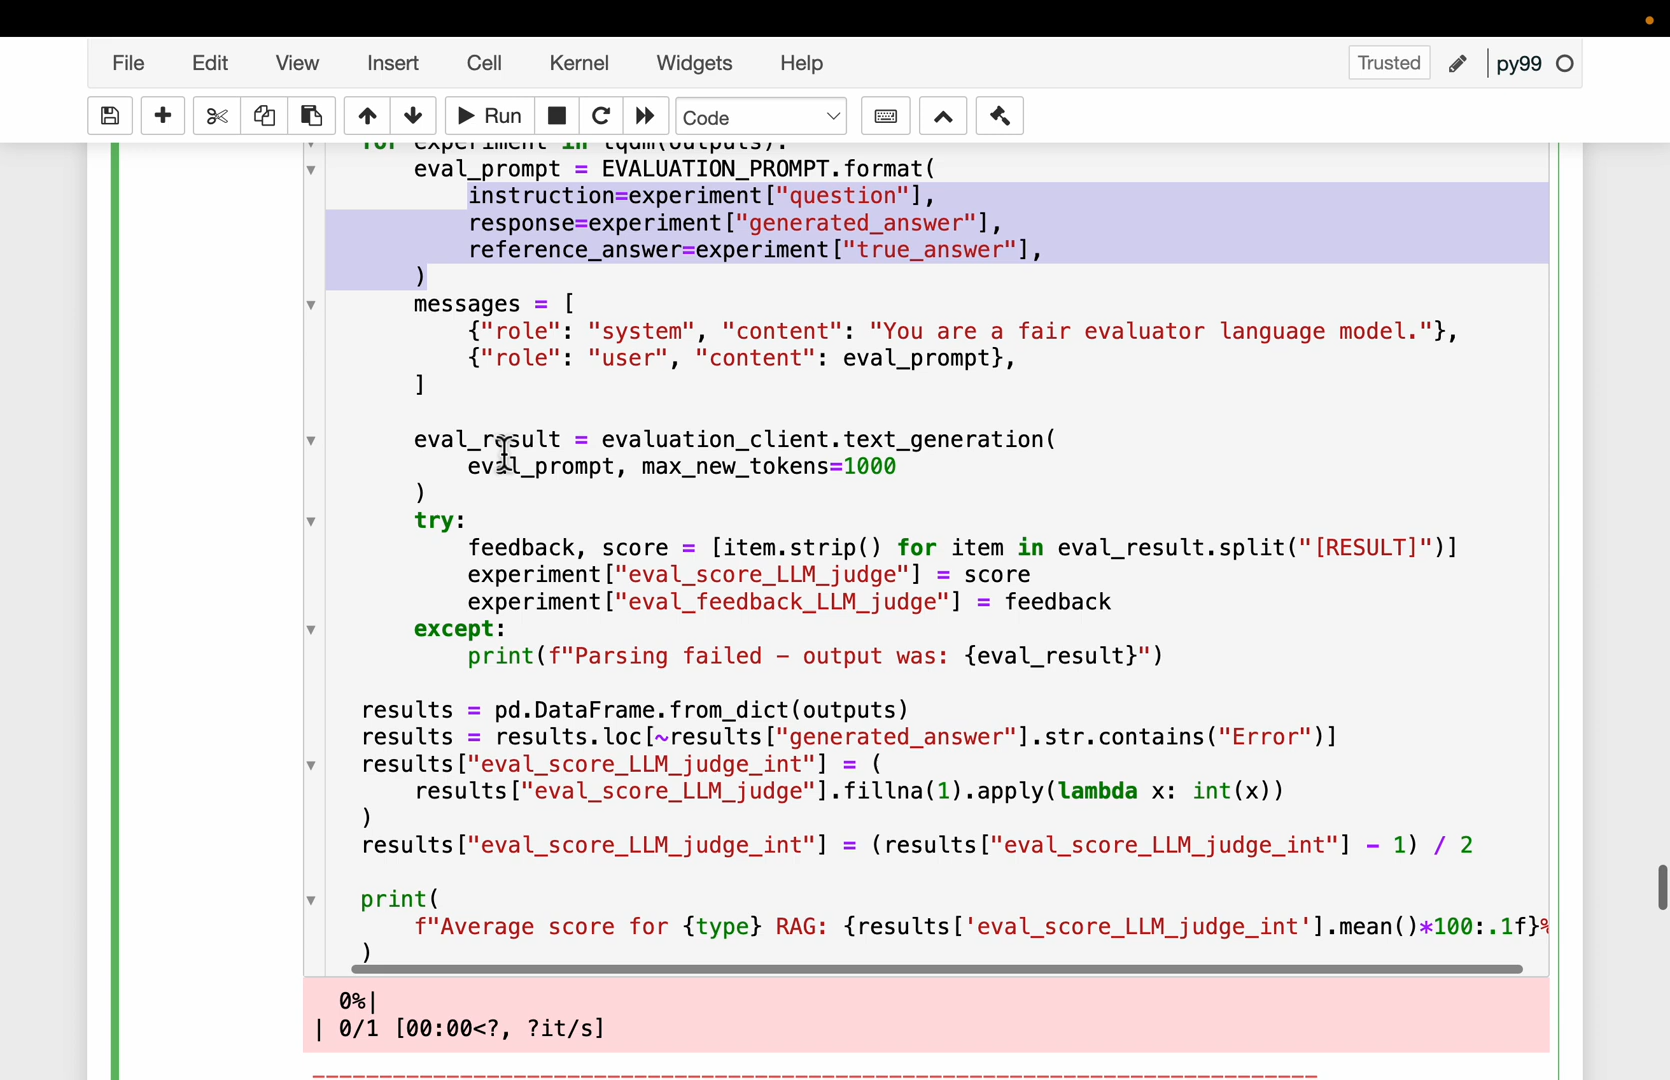 File Edit View Insert Cell Kernel Widgets Help Trusted py99
Run Code
for experiment in tqdm(outputs):
eval_prompt = EVALUATION_PROMPT.format(
instruction=experiment["question"],
response=experiment["generated_answer"],
reference_answer=experiment["true_answer"],
)
messages = [
{"role": "system", "content": "You are a fair evaluator language model."},
{"role": "user", "content": eval_prompt},
]
eval_result = evaluation_client.text_generation(
eval_prompt, max_new_tokens=1000
)
try:
feedback, score = [item.strip() for item in eval_result.split("[RESULT]")]
experiment["eval_score_LLM_judge"] = score
experiment["eval_feedback_LLM_judge"] = feedback
except:
print(f"Parsing failed – output was: {eval_result}")
results = pd.DataFrame.from_dict(outputs)
results = results.loc[~results["generated_answer"].str.contains("Error")]
results["eval_score_LLM_judge_int"] = (
results["eval_score_LLM_judge"].fillna(1).apply(lambda x: int(x))
)
results["eval_score_LLM_judge_int"] = (results["eval_score_LLM_judge_int"] - 1) / 2
print(
f"Average score for {type} RAG: {results['eval_score_LLM_judge_int'].mean()*100:.1f}%
)
0%|
| 0/1 [00:00<?, ?it/s]